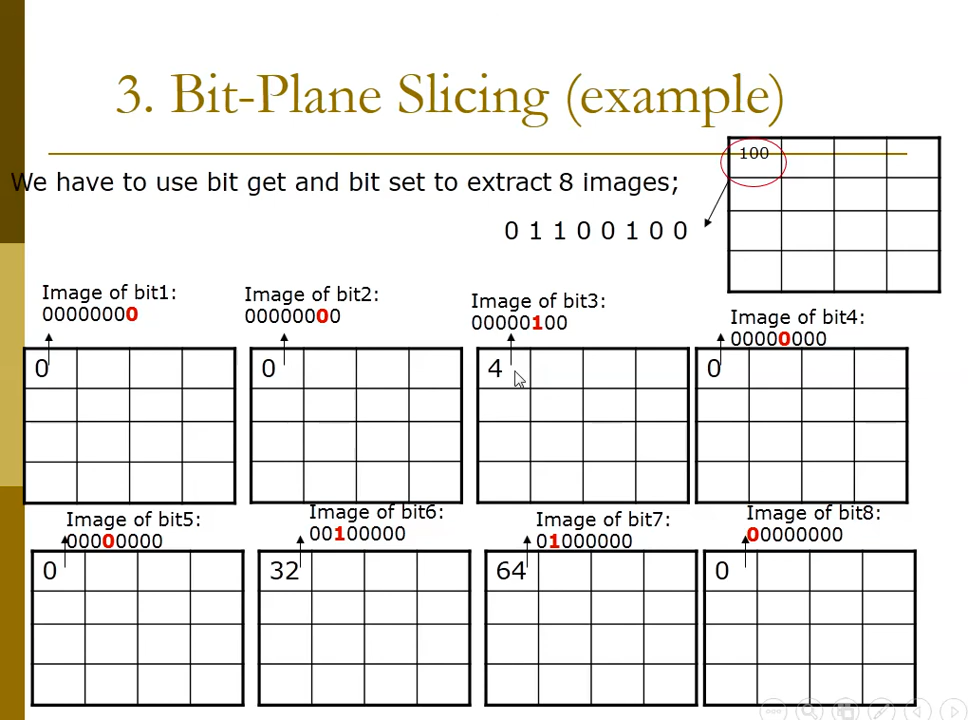 3. Bit-Plane Slicing (example)
100
We have to use bit get and bit set to extract 8 images;
0 1 1 0 0 1 0 0
Image of bit1:
00000000
Image of bit2:
00000000
Image of bit3:
00000100
Image of bit4:
00000000
0
0
4
0
Image of bit5:
00000000
Image of bit6:
00100000
Image of bit7:
01000000
Image of bit8:
00000000
0
32
64
0